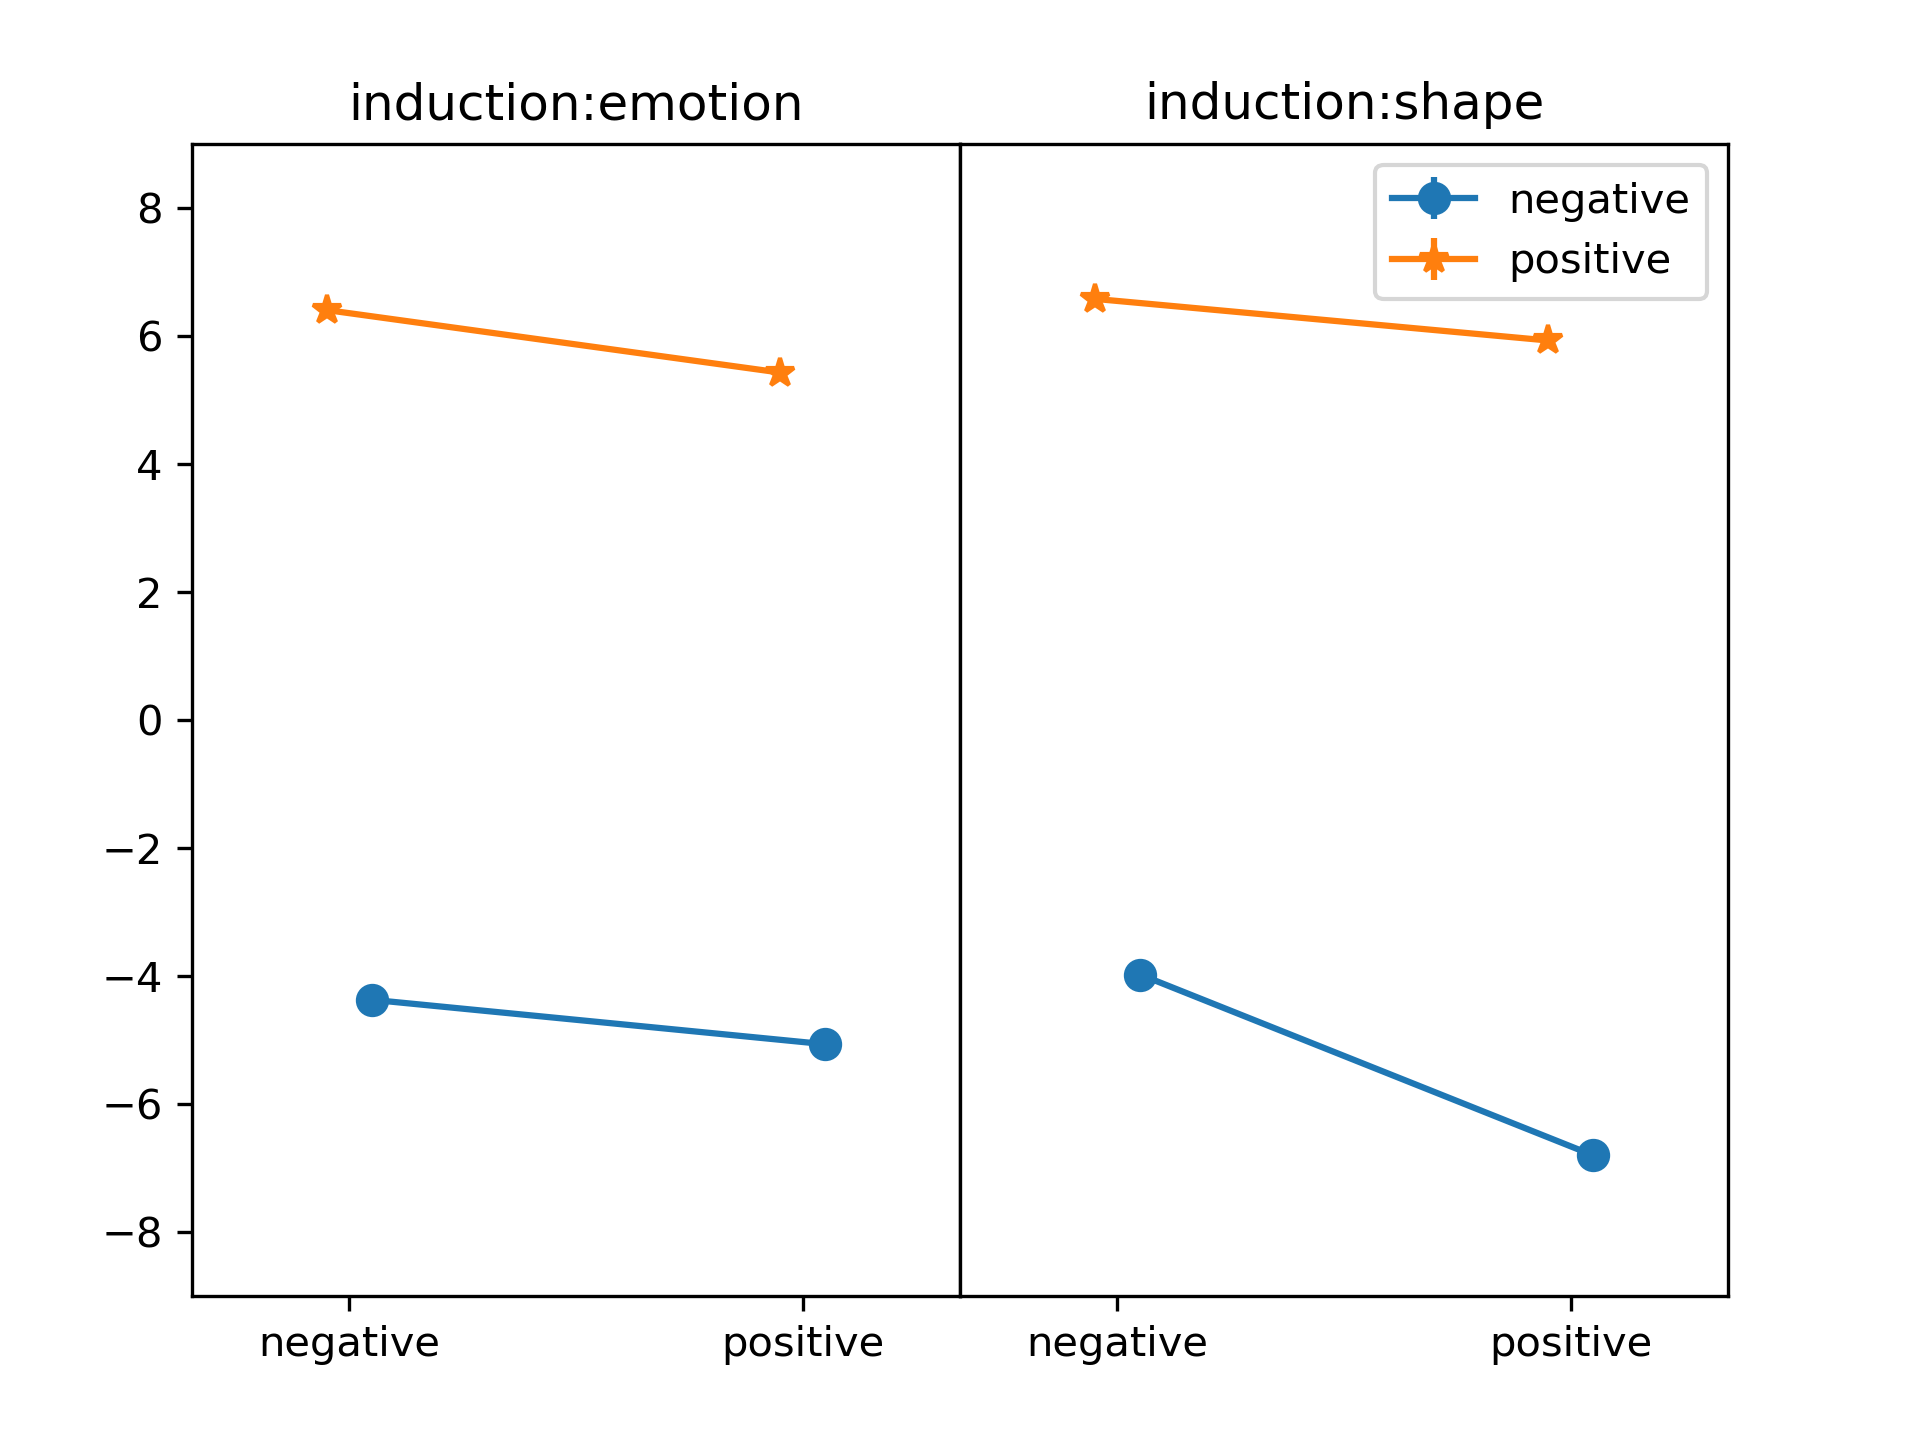 induction:emotion
induction:shape
negative
positive
8
6
4
2
0
−2
−4
−6
−8
negative
positive
negative
positive